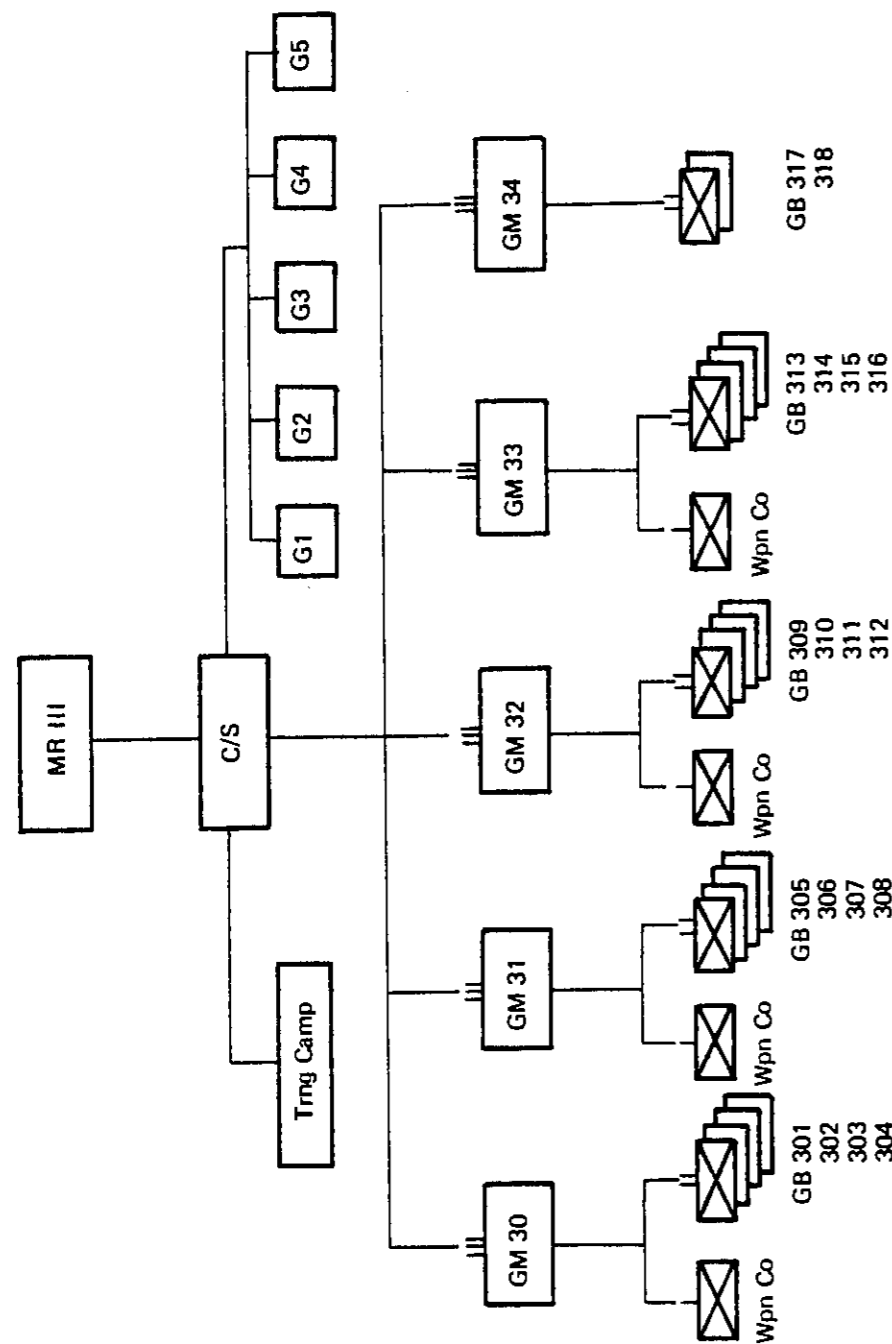 MR III
C/S
Trng Camp
G1
G2
G3
G4
G5
GM 30
GM 31
GM 32
GM 33
GM 34
Wpn Co
GB 301
302
303
304
Wpn Co
GB 305
306
307
308
Wpn Co
GB 309
310
311
312
Wpn Co
GB 313
314
315
316
GB 317
318